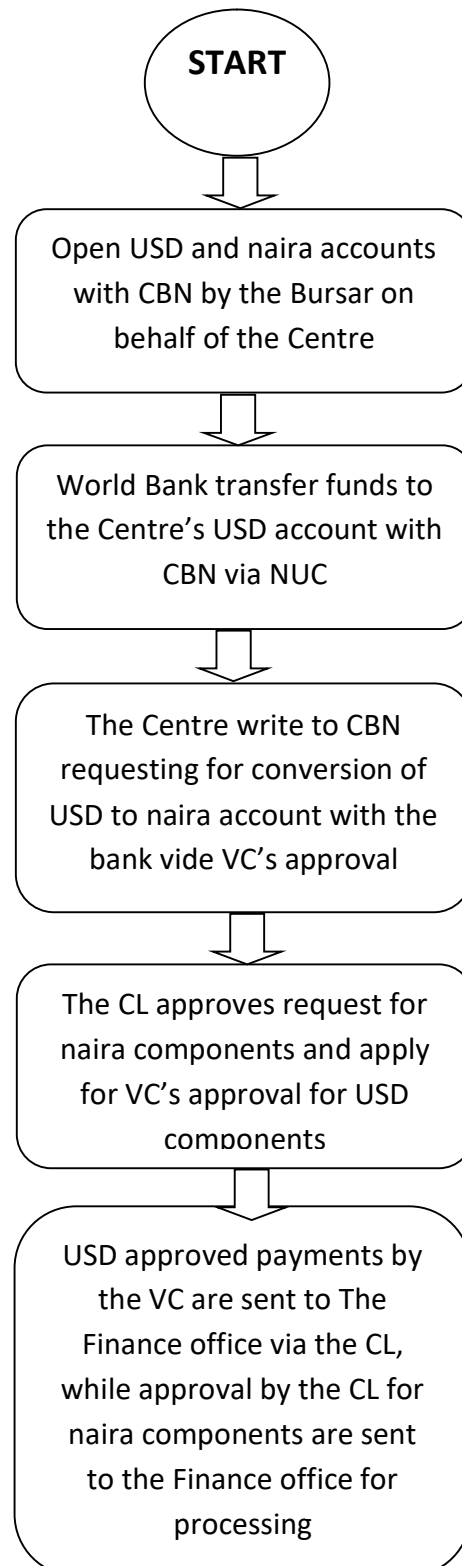 START
Open USD and naira accounts
with CBN by the Bursar on
behalf of the Centre
World Bank transfer funds to
the Centre’s USD account with
CBN via NUC
The Centre write to CBN
requesting for conversion of
USD to naira account with the
bank vide VC’s approval
The CL approves request for
naira components and apply
for VC’s approval for USD
components
USD approved payments by
the VC are sent to The
Finance office via the CL,
while approval by the CL for
naira components are sent
to the Finance office for
processing